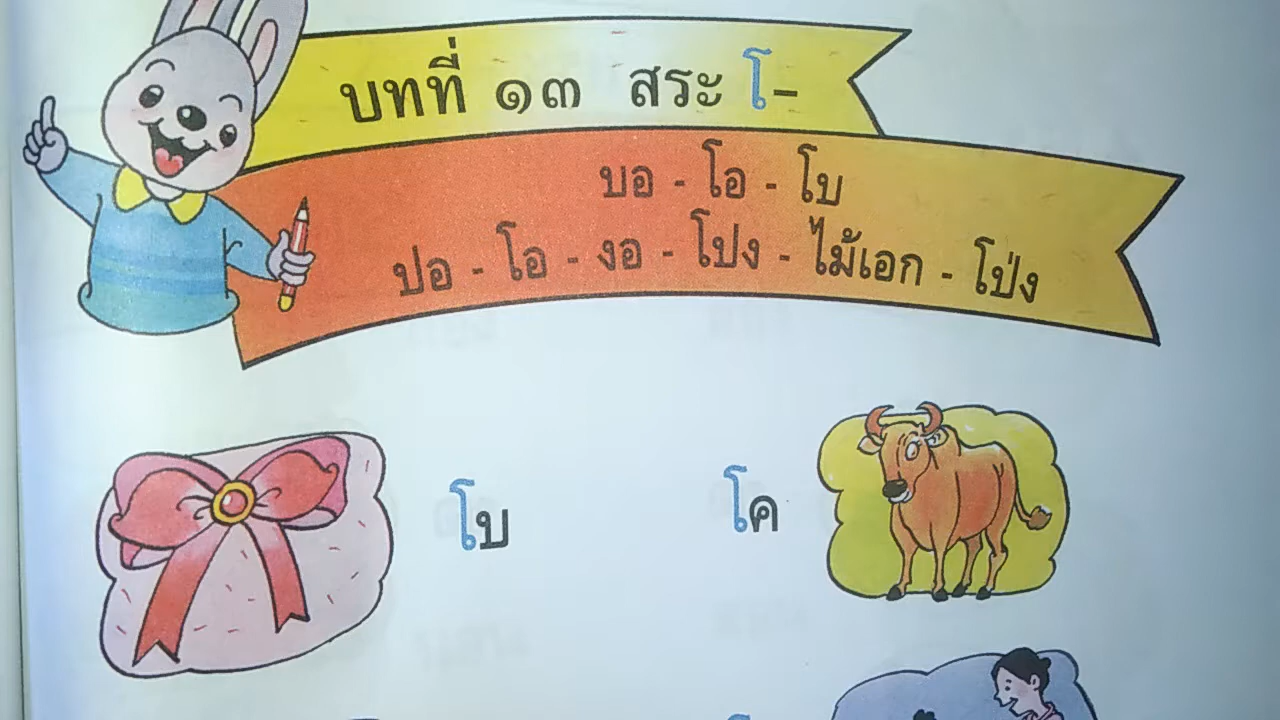 บทที่ ๑๓ สระ โ-
บอ - โอ - โบ
ปอ - โอ - งอ - โปง - ไม้เอก - โป่ง
โบ
โค